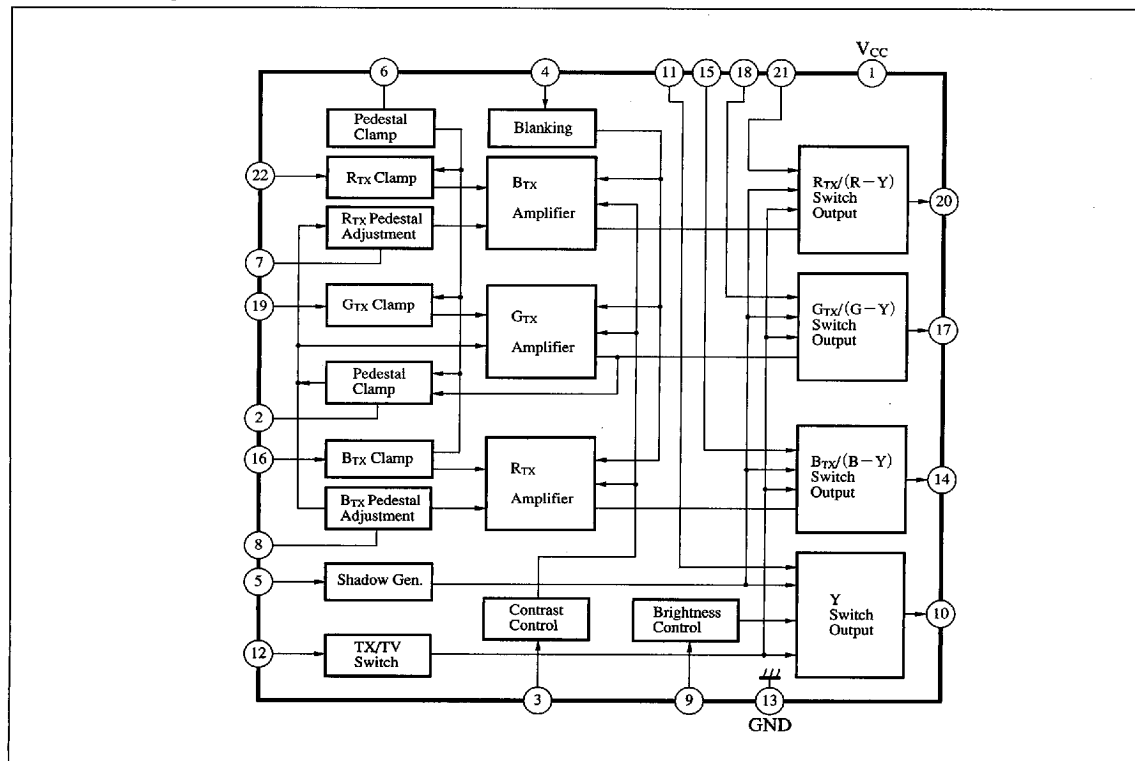 VCC
6
4
11
15
18
21
1
Pedestal
Clamp
Blanking
22
RTX Clamp
BTX
Amplifier
RTX/(R−Y)
Switch
Output
20
RTX Pedestal
Adjustment
7
19
GTX Clamp
GTX
Amplifier
GTX/(G−Y)
Switch
Output
17
Pedestal
Clamp
2
16
BTX Clamp
RTX
Amplifier
BTX/(B−Y)
Switch
Output
14
BTX Pedestal
Adjustment
8
5
Shadow Gen.
Contrast
Control
Brightness
Control
Y
Switch
Output
10
12
TX/TV
Switch
3
9
13
GND